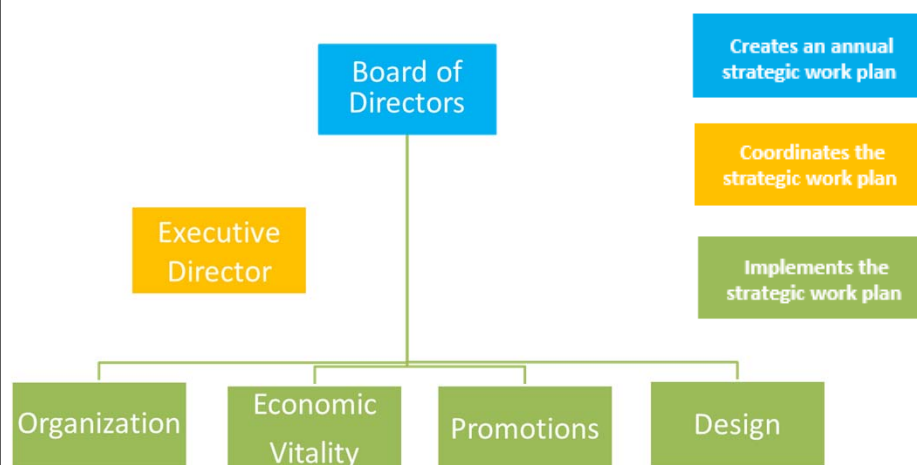 Board of
Directors
Creates an annual
strategic work plan
Coordinates the
strategic work plan
Executive
Director
Implements the
strategic work plan
Organization
Economic
Vitality
Promotions
Design